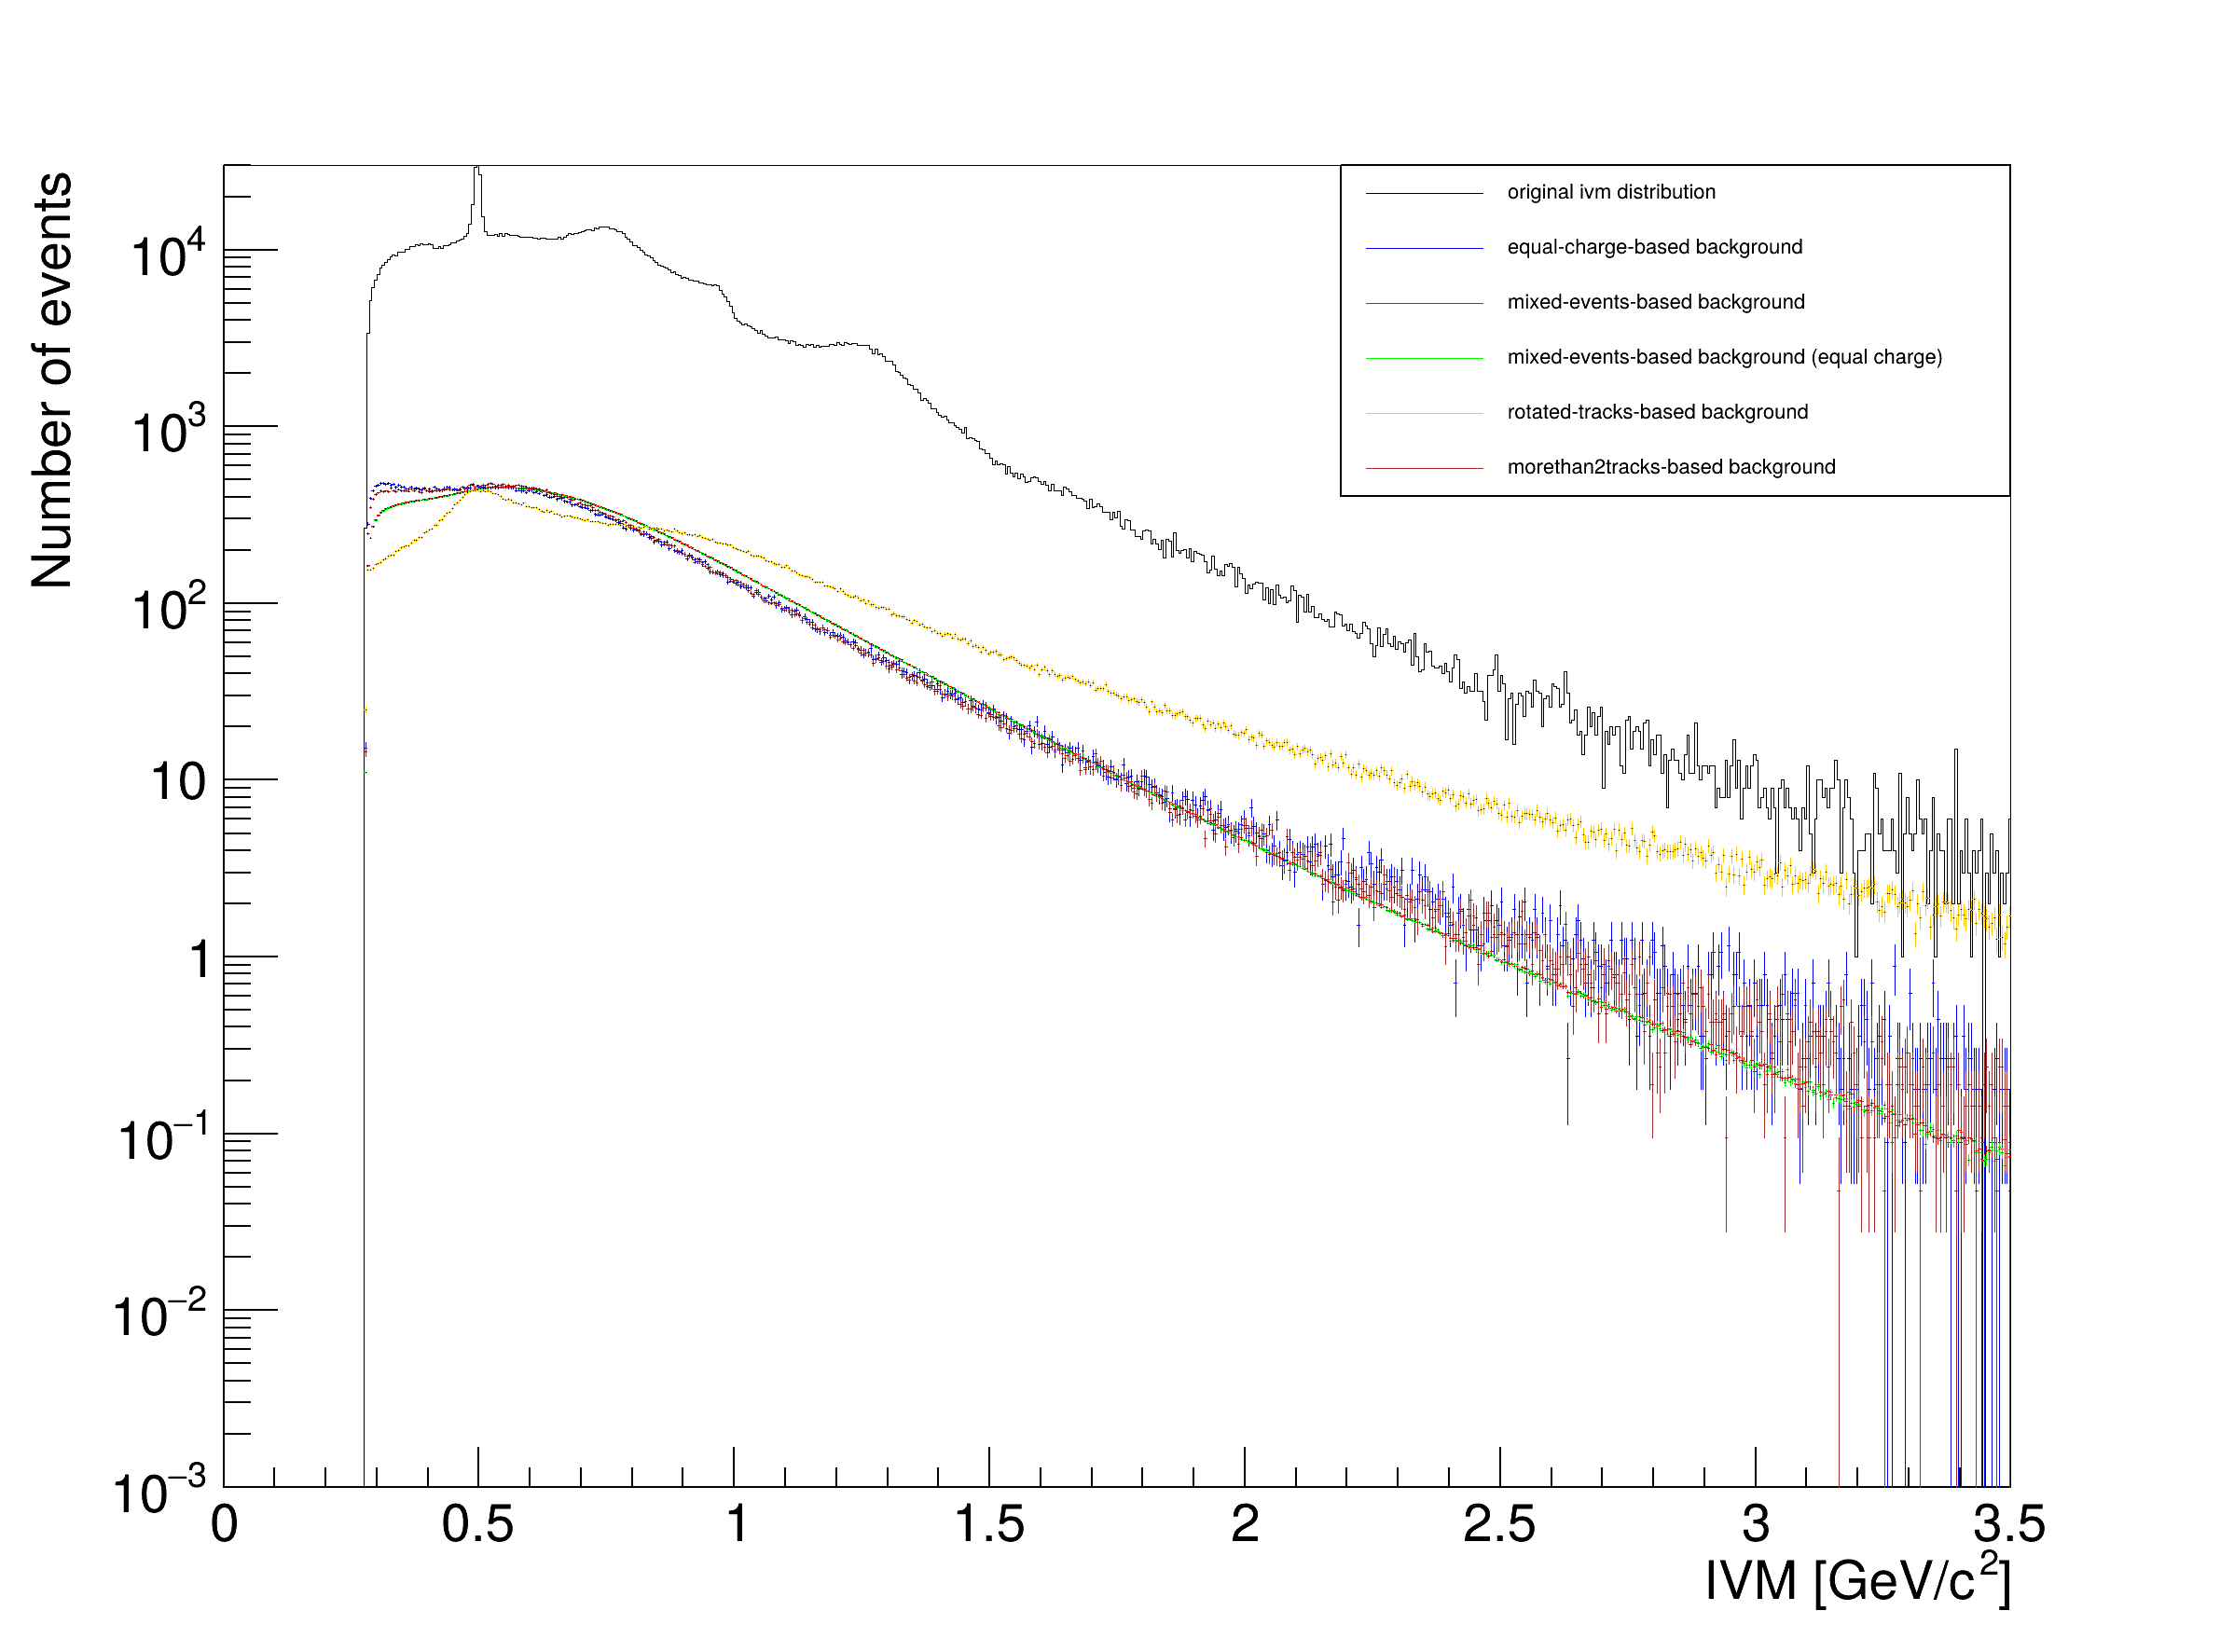 Number of events
10^4
10^3
10^2
10
1
10^−1
10^−2
10^−3
0 0.5 1 1.5 2 2.5 3 3.5
IVM [GeV/c^2]
original ivm distribution
equal-charge-based background
mixed-events-based background
mixed-events-based background (equal charge)
rotated-tracks-based background
morethan2tracks-based background